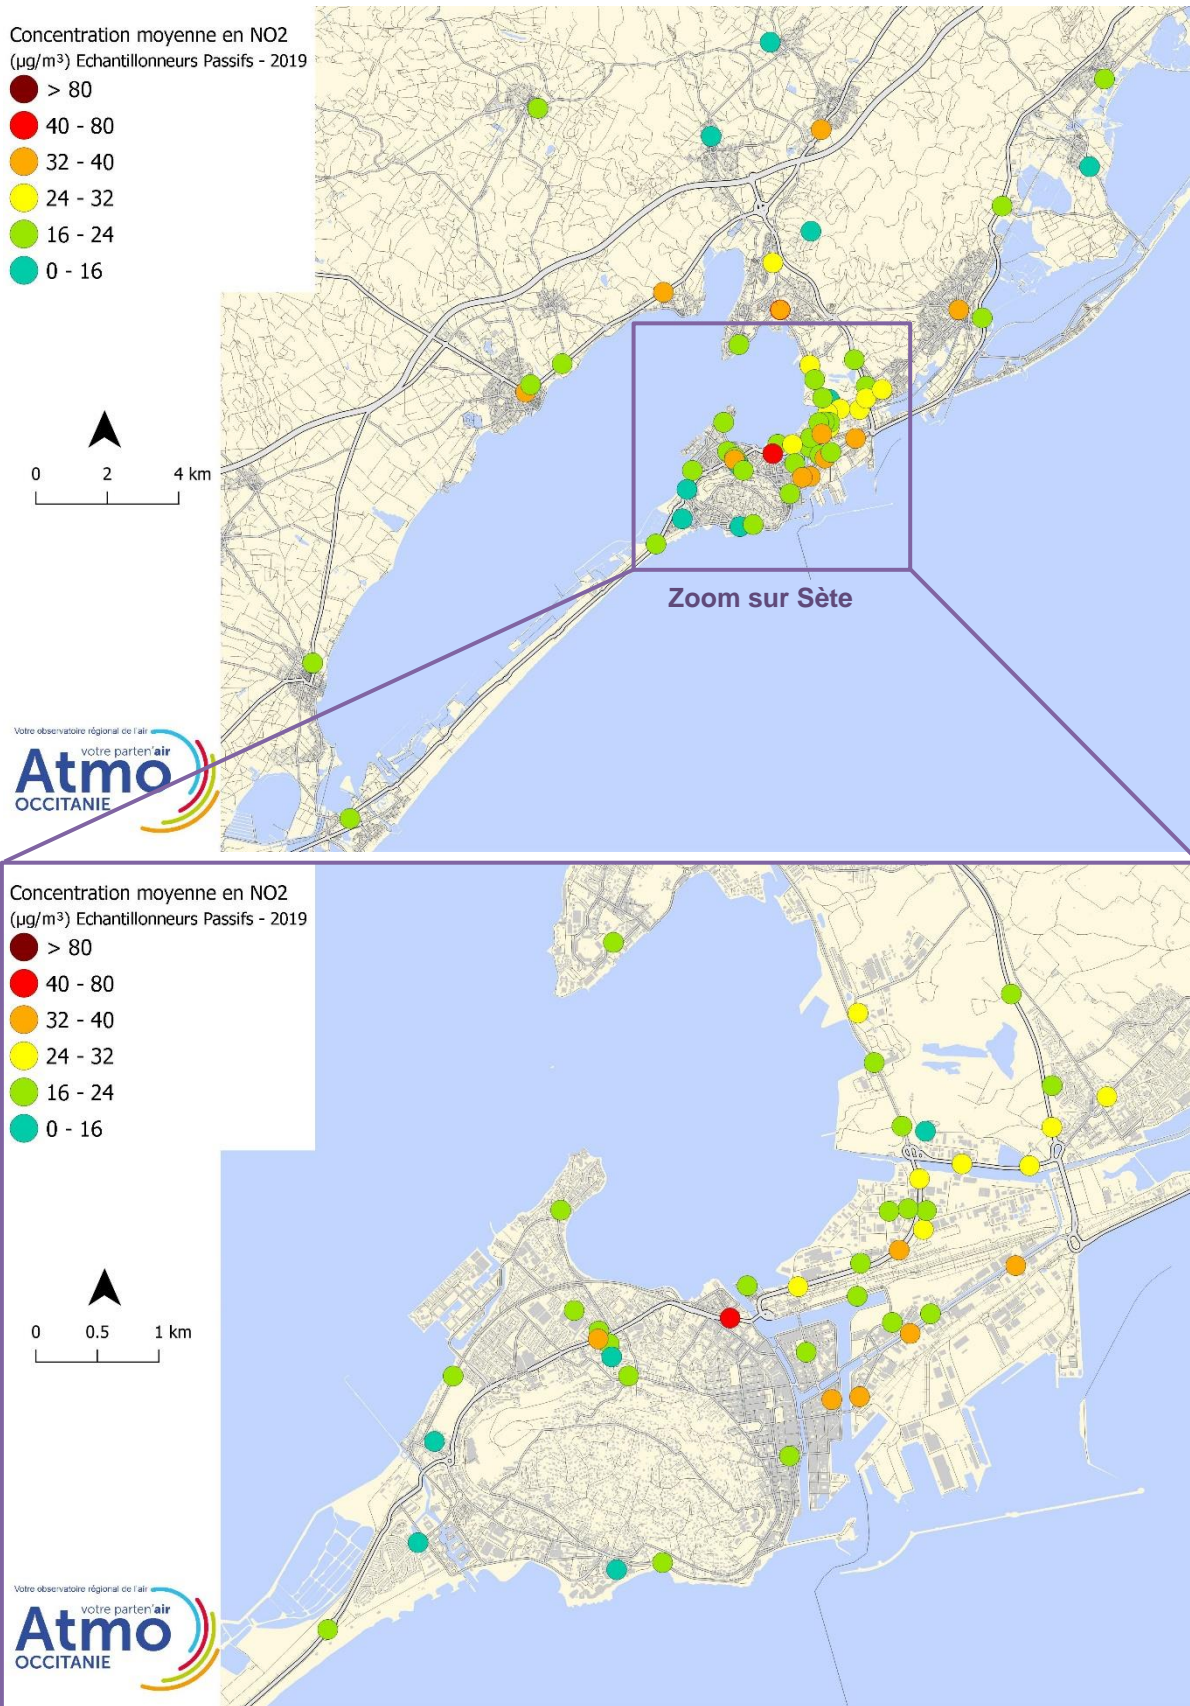 Concentration moyenne en NO2
(µg/m³) Echantillonneurs Passifs - 2019
> 80
40 - 80
32 - 40
24 - 32
16 - 24
0 - 16
0 2 4 km
Zoom sur Sète
Votre observatoire régional de l'air
votre parten'air
Atmo
OCCITANIE
Concentration moyenne en NO2
(µg/m³) Echantillonneurs Passifs - 2019
> 80
40 - 80
32 - 40
24 - 32
16 - 24
0 - 16
0 0.5 1 km
Votre observatoire régional de l'air
votre parten'air
Atmo
OCCITANIE